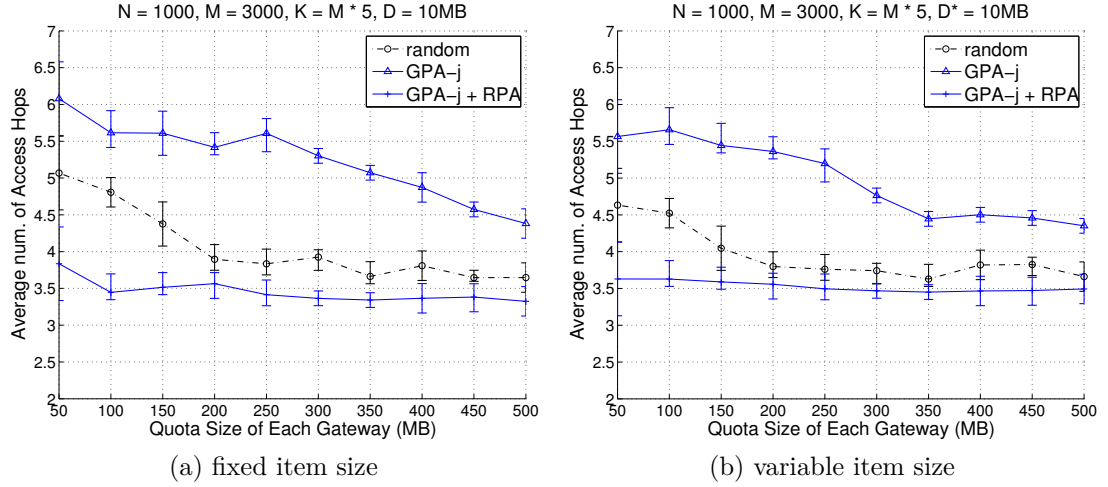 N = 1000, M = 3000, K = M * 5, D = 10MB
7
6.5
6
5.5
5
4.5
4
3.5
3
2.5
2
Average num. of Access Hops
random
GPA-j
GPA-j + RPA
50 100 150 200 250 300 350 400 450 500
Quota Size of Each Gateway (MB)
(a) fixed item size
N = 1000, M = 3000, K = M * 5, D* = 10MB
7
6.5
6
5.5
5
4.5
4
3.5
3
2.5
2
Average num. of Access Hops
random
GPA-j
GPA-j + RPA
50 100 150 200 250 300 350 400 450 500
Quota Size of Each Gateway (MB)
(b) variable item size